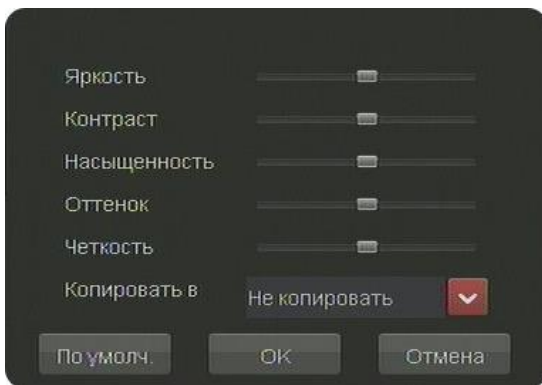 Яркость
Контраст
Насыщенность
Оттенок
Четкость
Копировать в Не копировать
По умолч. OK Отмена